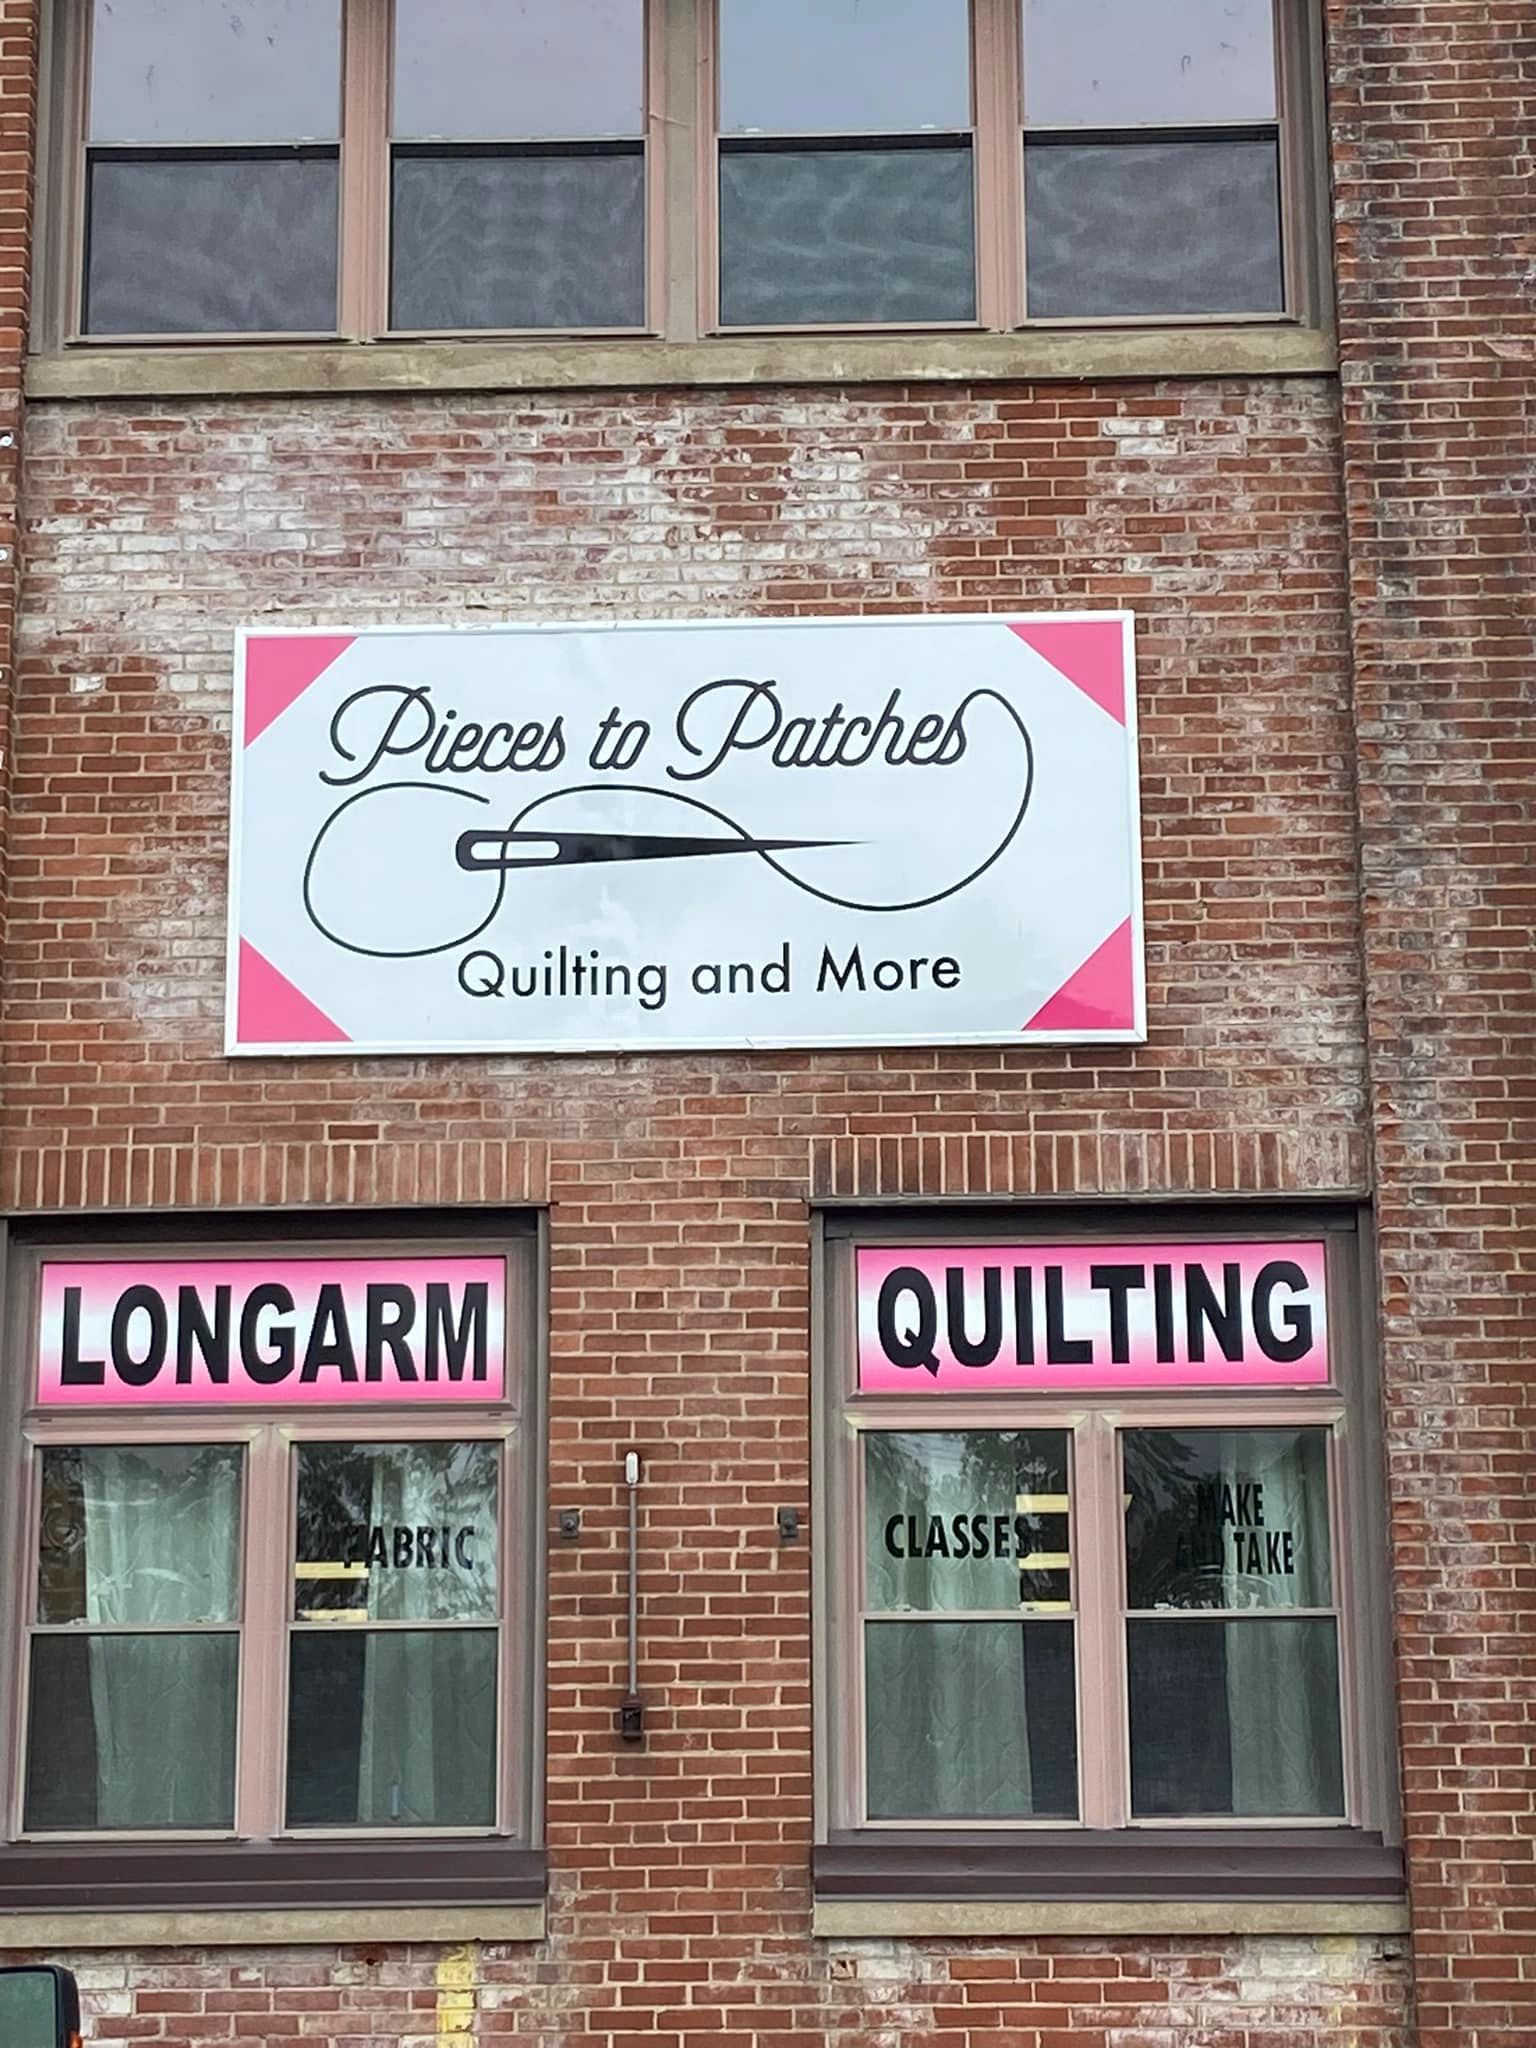 Pieces to Patches
Quilting and More
LONGARM
QUILTING
FABRIC
CLASSES
MAKE
AND TAKE